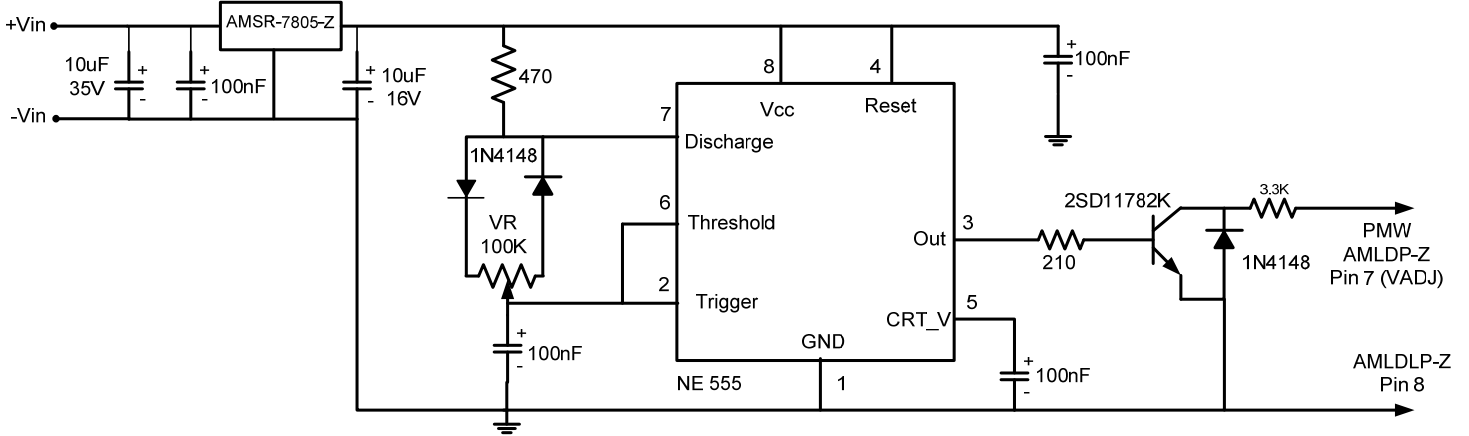 +Vin
AMSR-7805-Z
10uF
35V
+
-
+
-
100nF
+
-
10uF
16V
-Vin
470
+
-
100nF
8
4
Vcc
Reset
7
Discharge
1N4148
VR
100K
6
Threshold
2
Trigger
+
-
100nF
Out
3
210
2SD11782K
3.3K
1N4148
PMW
AMLDP-Z
Pin 7 (VADJ)
CRT_V
5
GND
1
NE 555
+
-
100nF
AMLDLP-Z
Pin 8